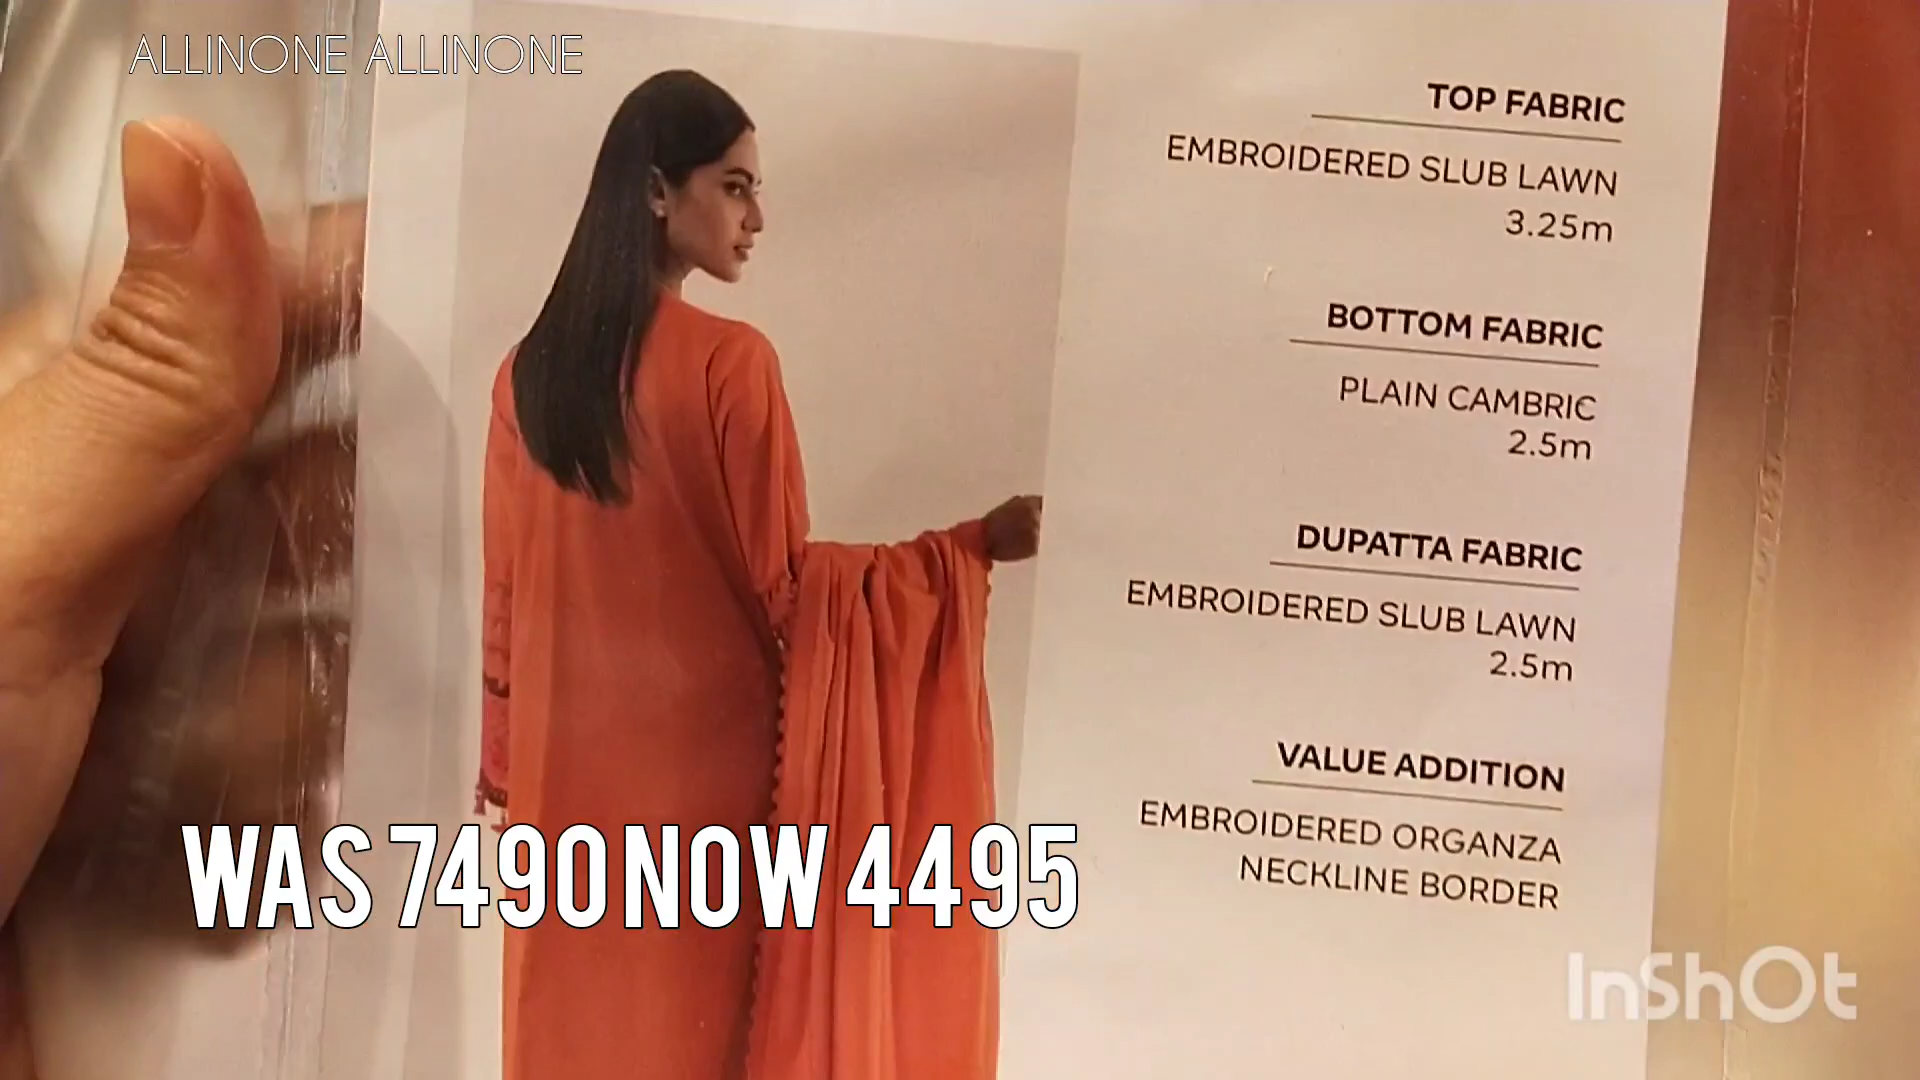 ALLINONE ALLINONE
TOP FABRIC
EMBROIDERED SLUB LAWN
3.25m
BOTTOM FABRIC
PLAIN CAMBRIC
2.5m
DUPATTA FABRIC
EMBROIDERED SLUB LAWN
2.5m
VALUE ADDITION
EMBROIDERED ORGANZA
NECKLINE BORDER
WAS 7490 NOW 4495
InShOt